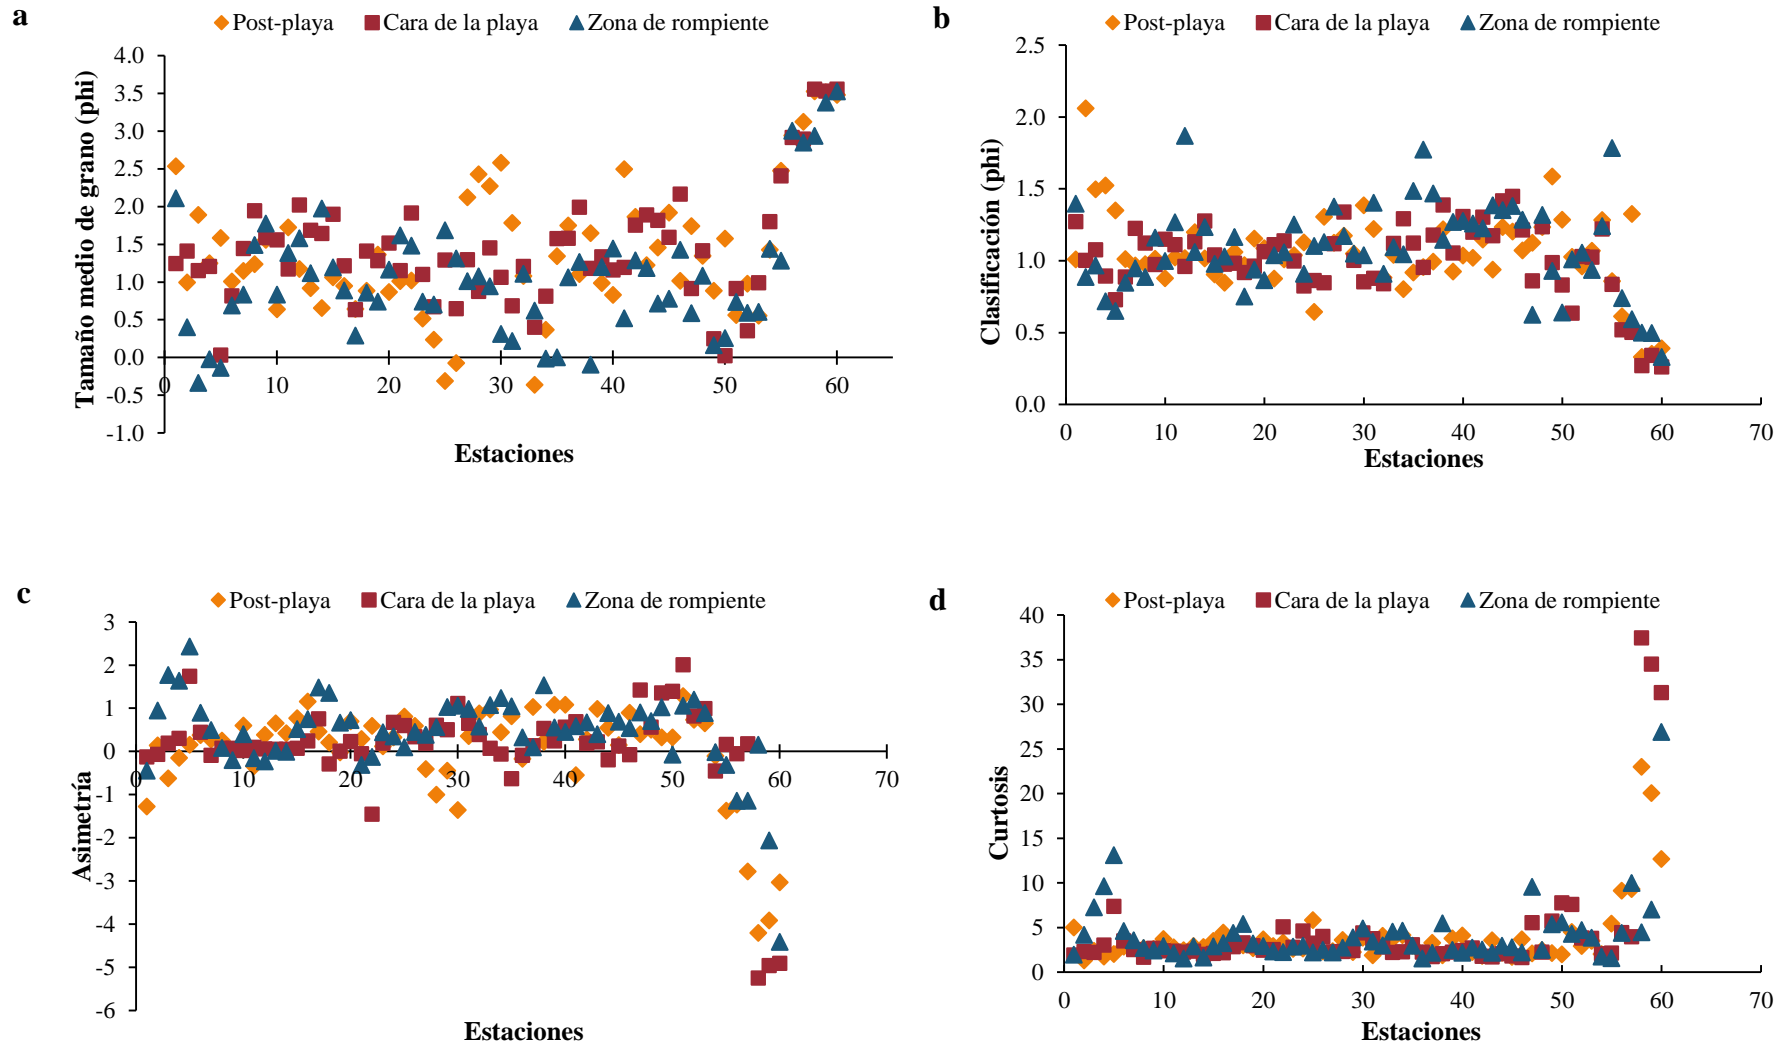 a
Post-playa Cara de la playa Zona de rompiente
Tamaño medio de grano (phi)
4.0
3.5
3.0
2.5
2.0
1.5
1.0
0.5
0.0
-0.5
-1.0
0 10 20 30 40 50 60
Estaciones
b
Post-playa Cara de la playa Zona de rompiente
Clasificación (phi)
2.5
2.0
1.5
1.0
0.5
0.0
0 10 20 30 40 50 60 70
Estaciones
c
Post-playa Cara de la playa Zona de rompiente
Asimetría
3
2
1
0
-1
-2
-3
-4
-5
-6
0 10 20 30 40 50 60 70
Estaciones
d
Post-playa Cara de la playa Zona de rompiente
Curtosis
40
35
30
25
20
15
10
5
0
0 10 20 30 40 50 60 70
Estaciones